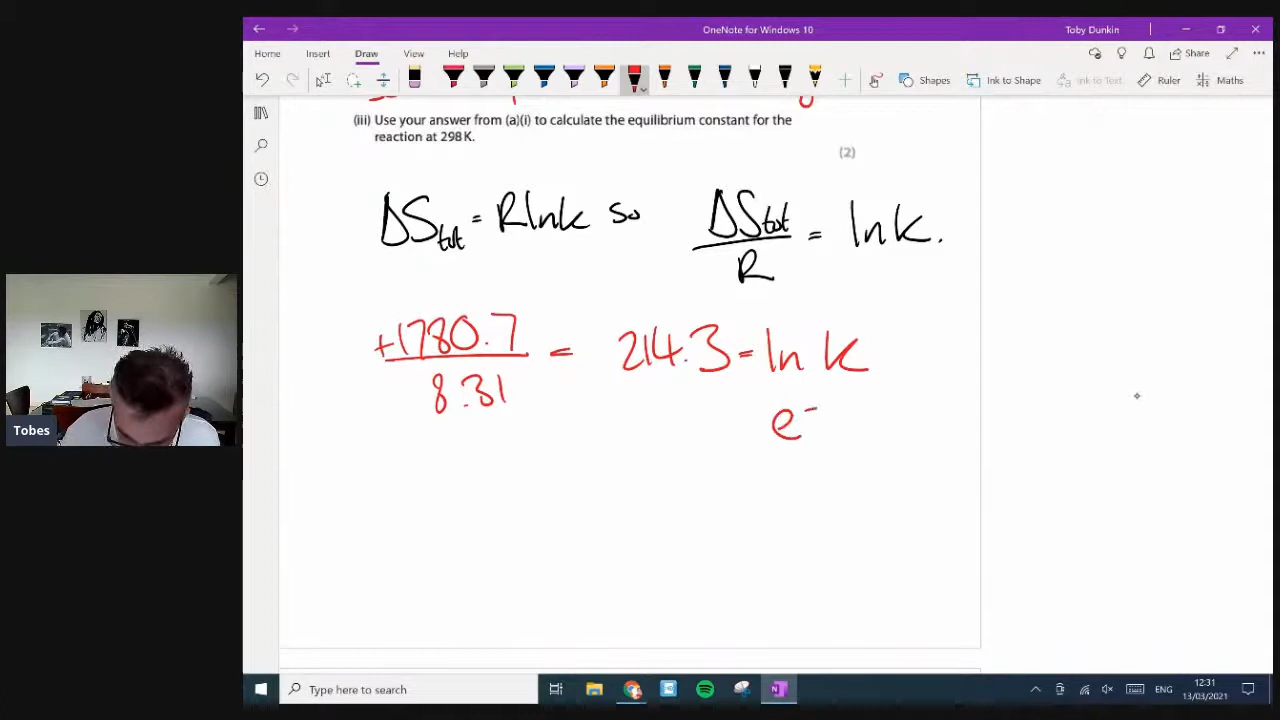 OneNote for Windows 10
Toby Dunkin
Home Insert Draw View Help
Share
Shapes Ink to Shape Ink to Text Ruler Maths
(iii) Use your answer from (a)(i) to calculate the equilibrium constant for the
reaction at 298 K.
(2)
ΔStot = Rlnk so ΔStot/R = lnk.
+1780.7/8.31 = 214.3 = ln k
e
Tobes
Type here to search
ENG
12:31
13/03/2021